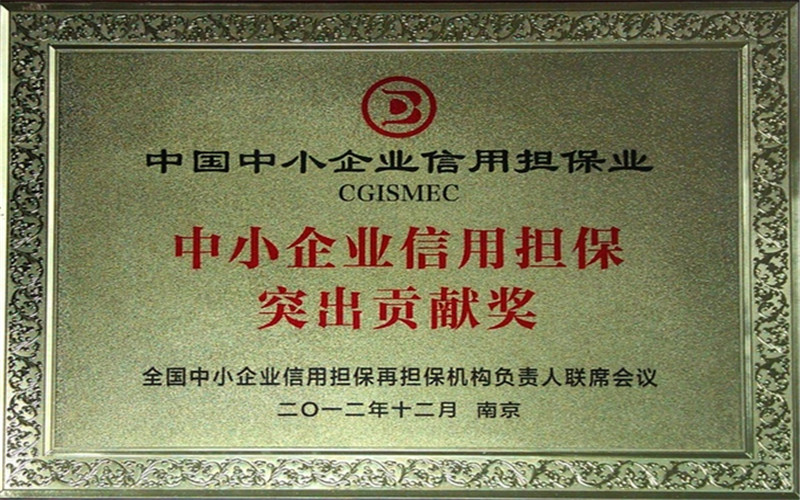 中国中小企业信用担保业
CGISMEC
中小企业信用担保
突出贡献奖
全国中小企业信用担保再担保机构负责人联席会议
二〇一二年十二月 南京